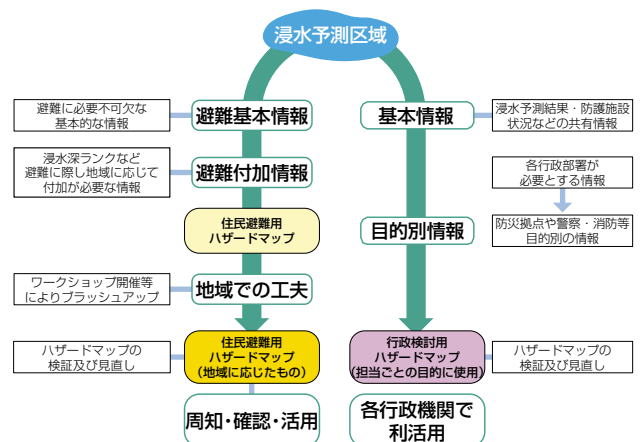 浸水予測区域
避難に必要不可欠な
基本的な情報
避難基本情報
基本情報
浸水予測結果・防護施設
状況などの共有情報
浸水深ランクなど
避難に際し地域に応じて
付加が必要な情報
避難付加情報
各行政部署が
必要とする情報
住民避難用
ハザードマップ
目的別情報
防災拠点や警察・消防等
目的別の情報
ワークショップ開催等
によりブラッシュアップ
地域での工夫
ハザードマップの
検証及び見直し
住民避難用
ハザードマップ
(地域に応じたもの)
行政検討用
ハザードマップ
(担当ごとの目的に使用)
ハザードマップの
検証及び見直し
周知・確認・活用
各行政機関で
利活用